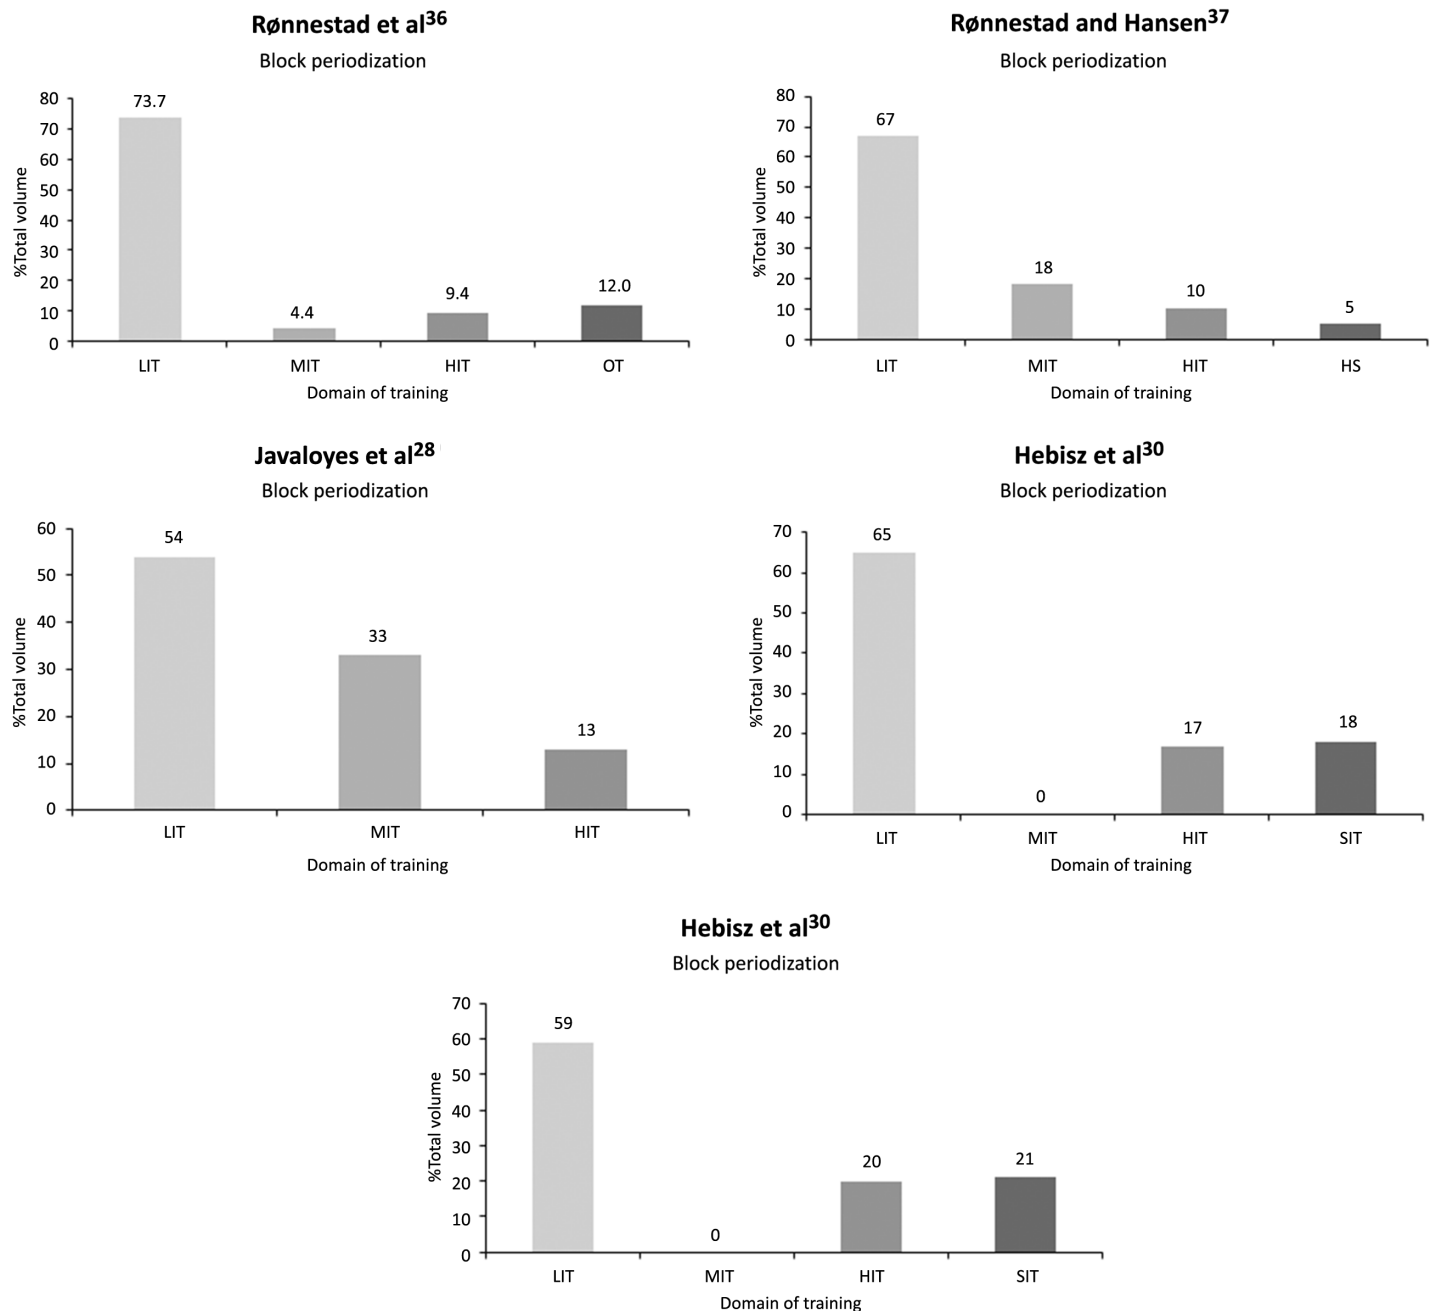 Rønnestad et al36
Block periodization
%Total volume
80
70
60
50
40
30
20
10
0
73.7
4.4
9.4
12.0
LIT MIT HIT OT
Domain of training
Rønnestad and Hansen37
Block periodization
%Total volume
80
70
60
50
40
30
20
10
0
67
18
10
5
LIT MIT HIT HS
Domain of training
Javaloyes et al28
Block periodization
%Total volume
60
50
40
30
20
10
0
54
33
13
LIT MIT HIT
Domain of training
Hebisz et al30
Block periodization
%Total volume
70
60
50
40
30
20
10
0
65
0
17
18
LIT MIT HIT SIT
Domain of training
Hebisz et al30
Block periodization
%Total volume
70
60
50
40
30
20
10
0
59
0
20
21
LIT MIT HIT SIT
Domain of training